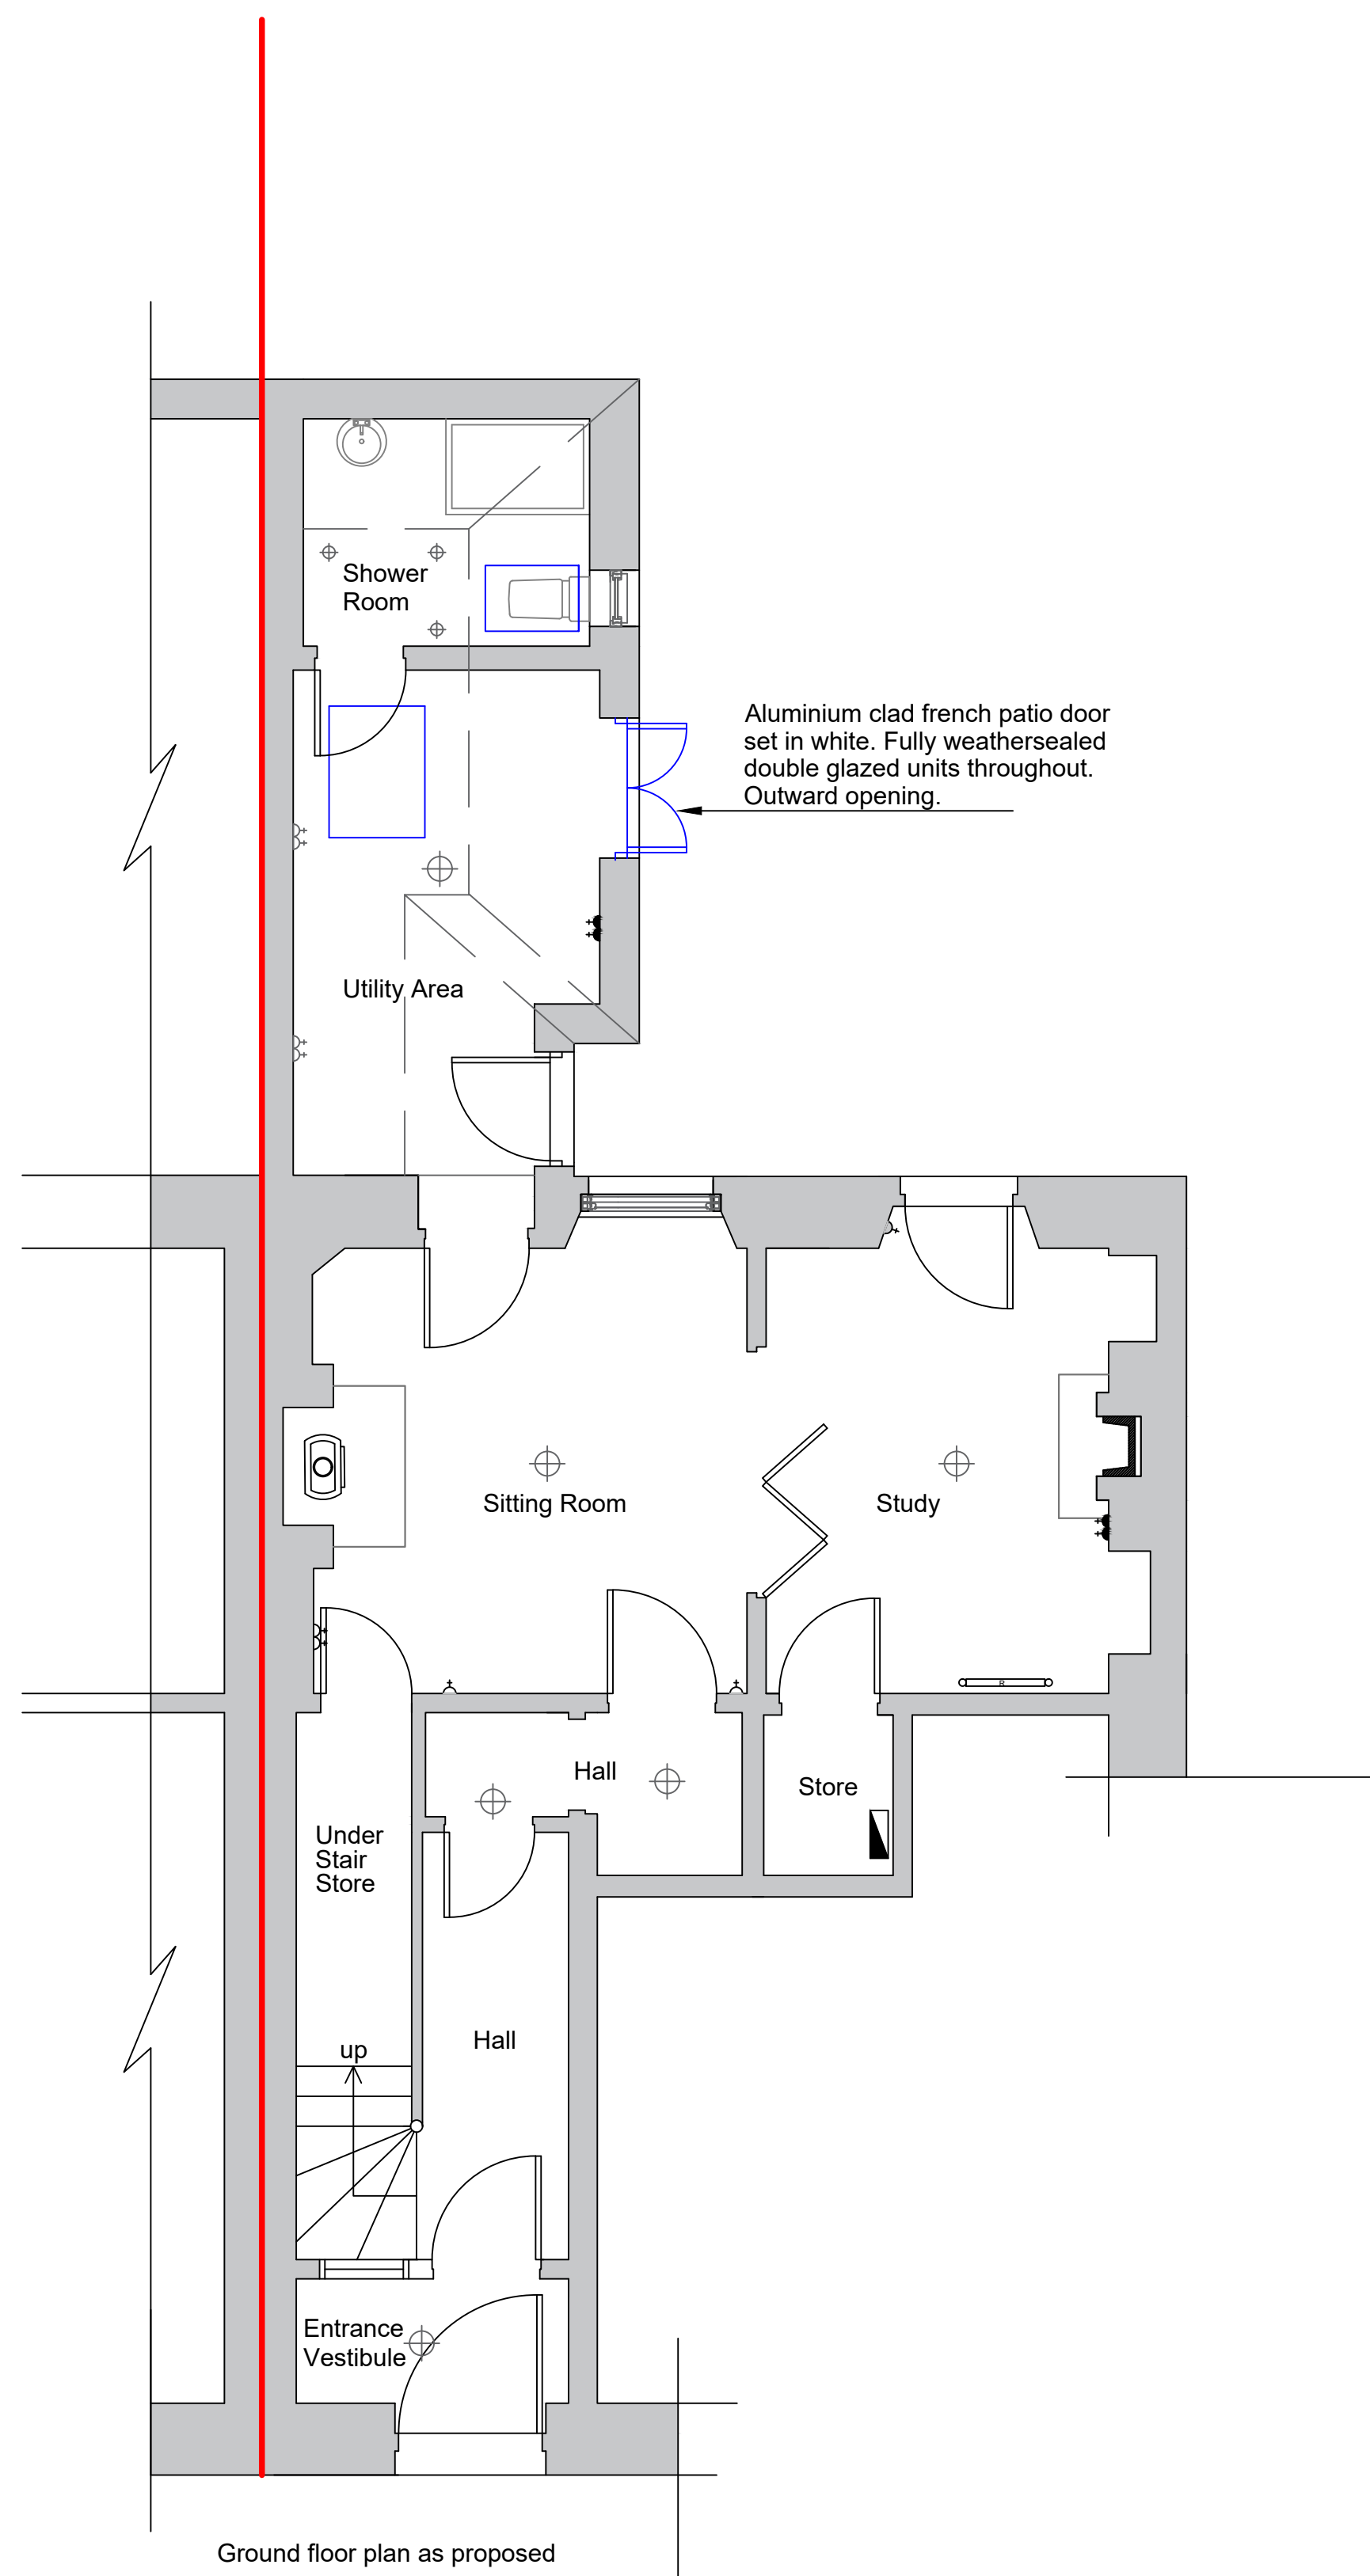 Shower
Room
Aluminium clad french patio door
set in white. Fully weathersealed
double glazed units throughout.
Outward opening.
Utility Area
Sitting Room
Study
R
Hall
Store
Under
Stair
Store
Hall
up
Entrance
Vestibule
Ground floor plan as proposed